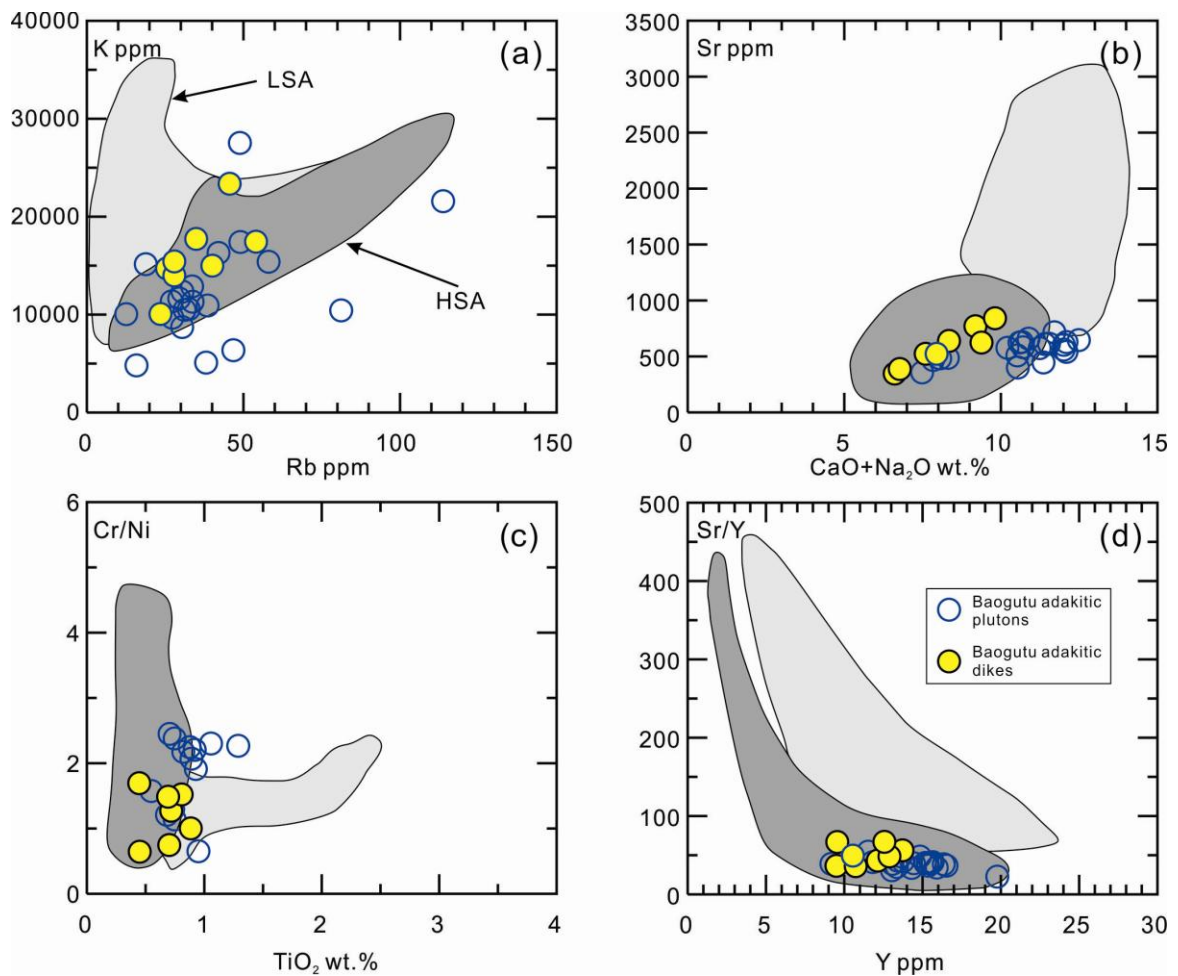 40000
30000
20000
10000
0
K ppm
(a)
LSA
HSA
0
50
100
150
Rb ppm
3500
3000
2500
2000
1500
1000
500
0
Sr ppm
(b)
0
5
10
15
CaO+Na₂O wt.%
6
4
2
0
Cr/Ni
(c)
0
1
2
3
4
TiO₂ wt.%
500
400
300
200
100
0
Sr/Y
(d)
Baogutu adakitic
plutons
Baogutu adakitic
dikes
0
5
10
15
20
25
30
Y ppm